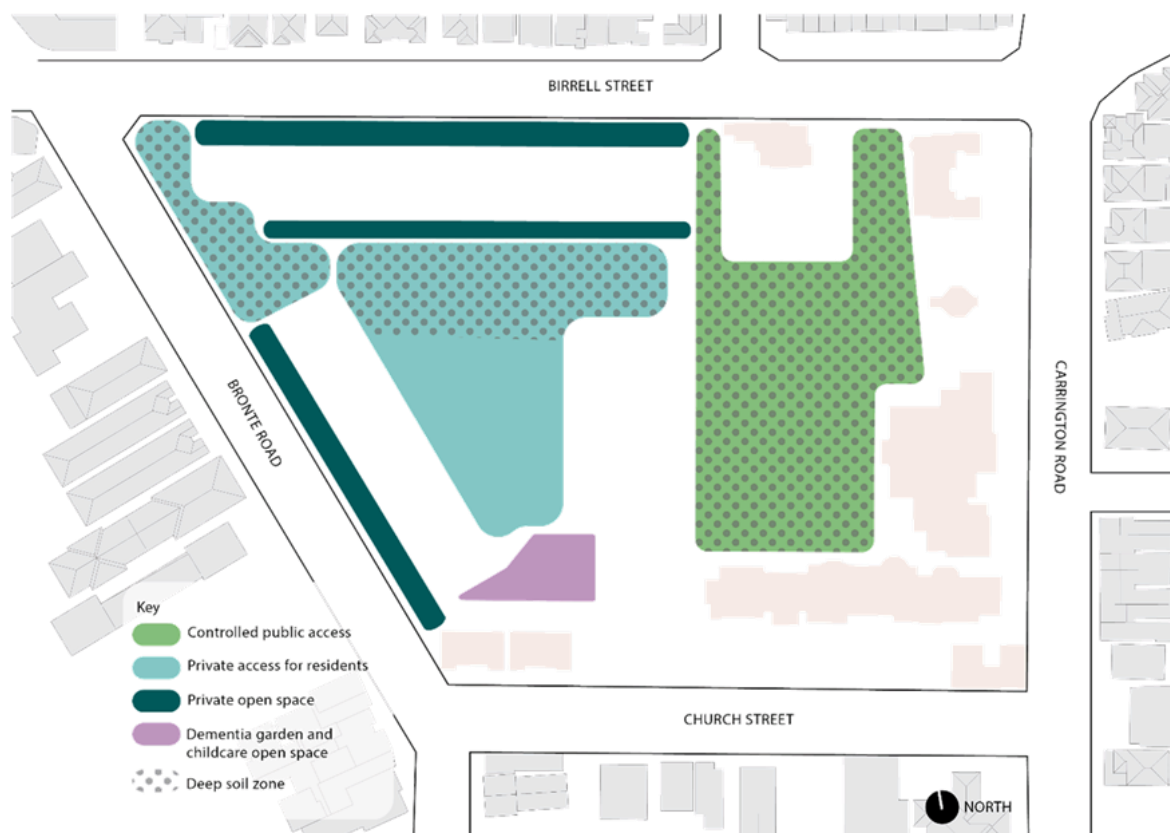 BIRRELL STREET
BRONTE ROAD
CARRINGTON ROAD
Key
Controlled public access
Private access for residents
Private open space
Dementia garden and
childcare open space
Deep soil zone
CHURCH STREET
NORTH